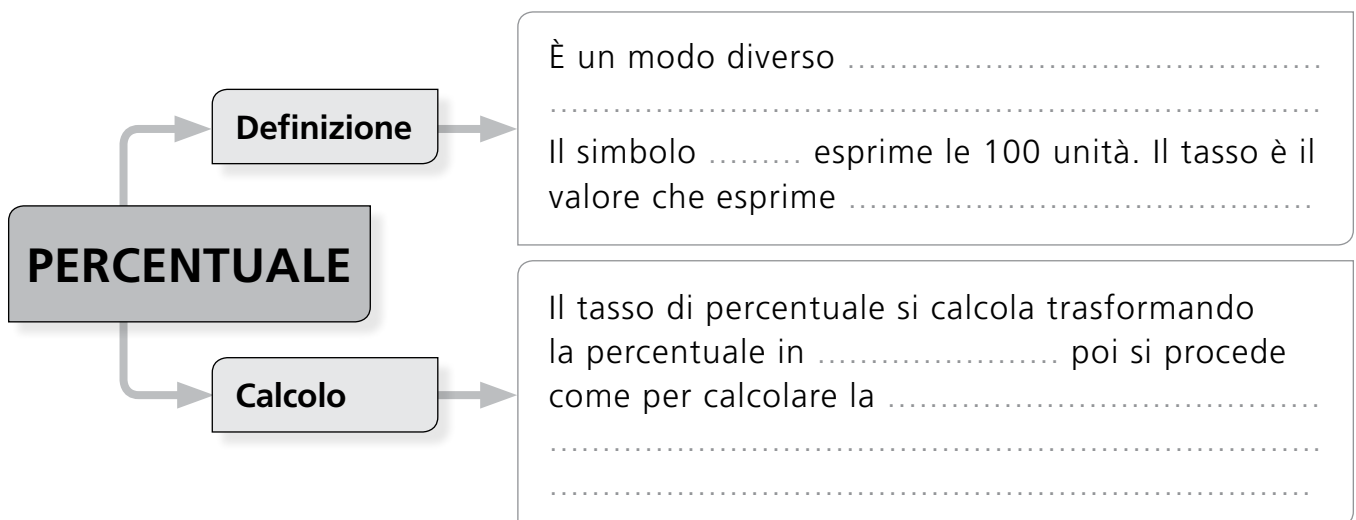 È un modo diverso ............................................
........................................................................
Definizione
Il simbolo ......... esprime le 100 unità. Il tasso è il
valore che esprime ...........................................
PERCENTUALE
Il tasso di percentuale si calcola trasformando
la percentuale in ....................... poi si procede
Calcolo
come per calcolare la ........................................
........................................................................
.......................................................................